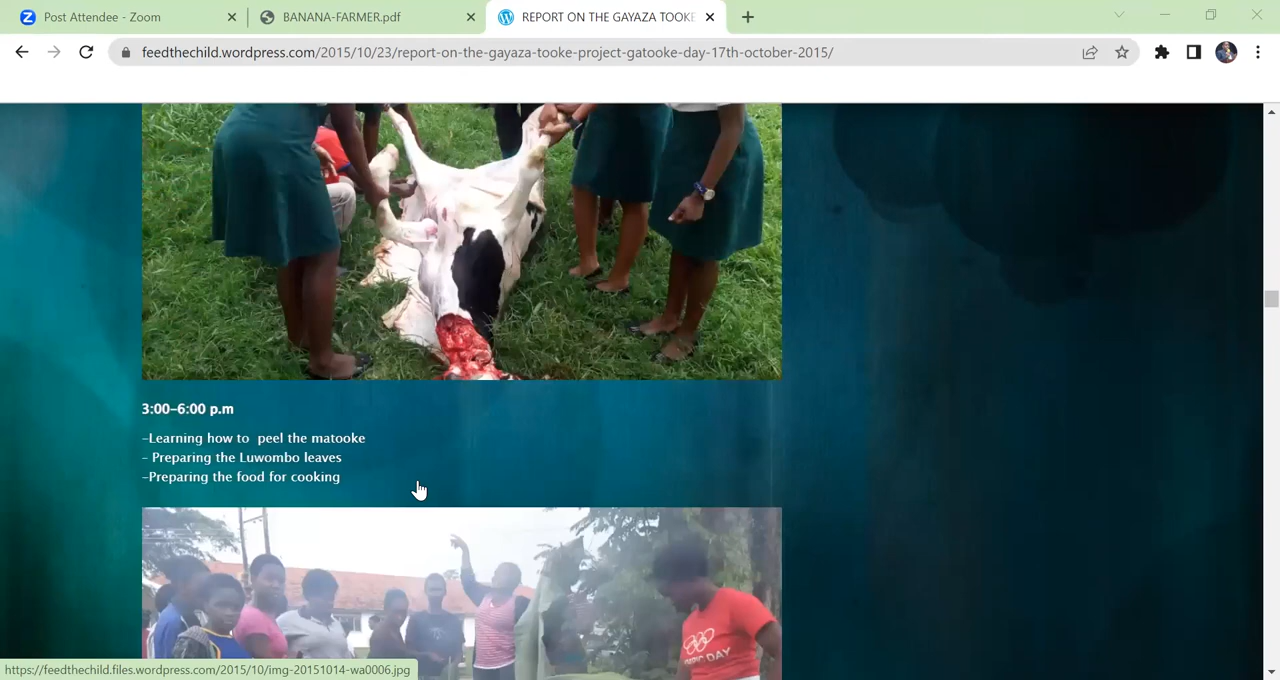 Post Attendee - Zoom
BANANA-FARMER.pdf
REPORT ON THE GAYAZA TOOKE
feedthechild.wordpress.com/2015/10/23/report-on-the-gayaza-tooke-project-gatooke-day-17th-october-2015/
3:00–6:00 p.m
-Learning how to  peel the matooke
- Preparing the Luwombo leaves
-Preparing the food for cooking
https://feedthechild.files.wordpress.com/2015/10/img-20151014-wa0006.jpg